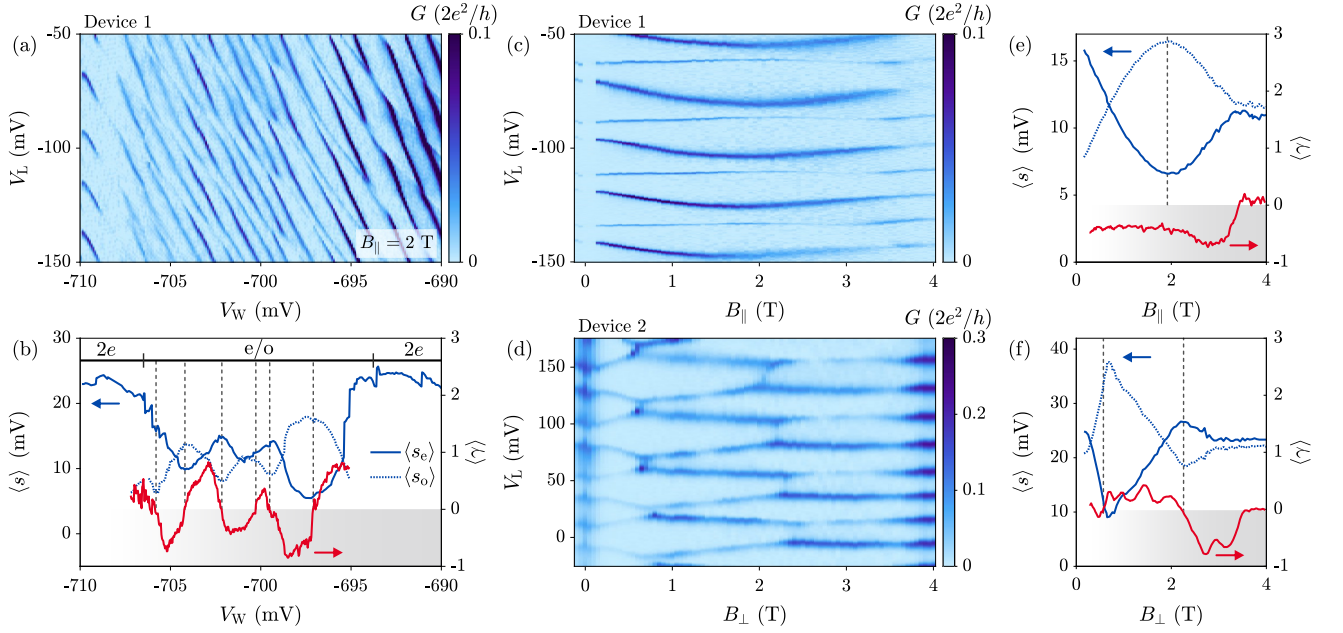 Device 1
G (2e²/h)
(a)
V_L (mV)
-50
-100
-150
B_∥ = 2 T
-710
-705
-700
-695
-690
V_W (mV)
0.1
0
Device 1
G (2e²/h)
(c)
V_L (mV)
-50
-100
-150
0
1
2
3
4
B_∥ (T)
0.1
0
(e)
⟨s⟩ (mV)
15
10
5
0
0
2
4
B_∥ (T)
3
2
1
0
-1
⟨γ⟩
(b)
2e
e/o
2e
⟨s⟩ (mV)
30
20
10
0
⟨s_e⟩
⟨s_o⟩
-710
-705
-700
-695
-690
V_W (mV)
3
2
1
0
-1
⟨γ⟩
Device 2
G (2e²/h)
(d)
V_L (mV)
150
100
50
0
0
1
2
3
4
B_⊥ (T)
0.3
0.2
0.1
0
(f)
⟨s⟩ (mV)
40
30
20
10
0
0
2
4
B_⊥ (T)
3
2
1
0
-1
⟨γ⟩